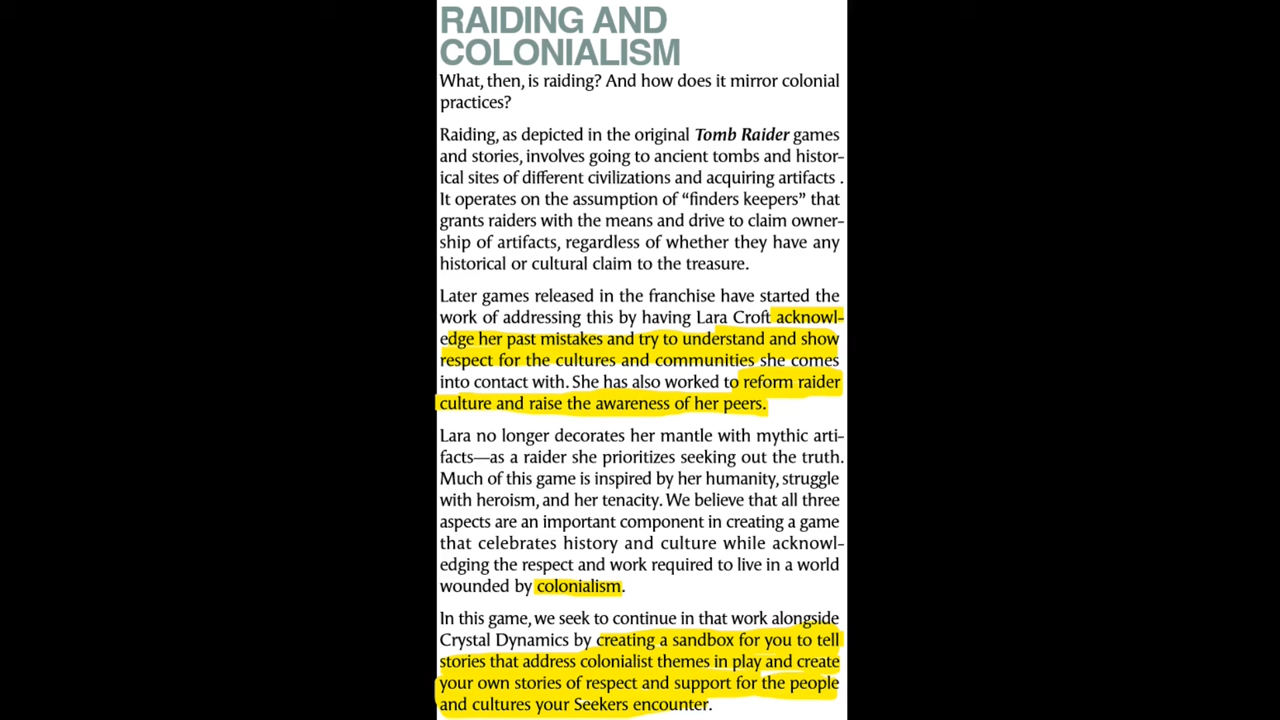 RAIDING AND
COLONIALISM
What, then, is raiding? And how does it mirror colonial
practices?
Raiding, as depicted in the original Tomb Raider games
and stories, involves going to ancient tombs and histor-
ical sites of different civilizations and acquiring artifacts .
It operates on the assumption of “finders keepers” that
grants raiders with the means and drive to claim owner-
ship of artifacts, regardless of whether they have any
historical or cultural claim to the treasure.
Later games released in the franchise have started the
work of addressing this by having Lara Croft acknowl-
edge her past mistakes and try to understand and show
respect for the cultures and communities she comes
into contact with. She has also worked to reform raider
culture and raise the awareness of her peers.
Lara no longer decorates her mantle with mythic arti-
facts—as a raider she prioritizes seeking out the truth.
Much of this game is inspired by her humanity, struggle
with heroism, and her tenacity. We believe that all three
aspects are an important component in creating a game
that celebrates history and culture while acknowl-
edging the respect and work required to live in a world
wounded by colonialism.
In this game, we seek to continue in that work alongside
Crystal Dynamics by creating a sandbox for you to tell
stories that address colonialist themes in play and create
your own stories of respect and support for the people
and cultures your Seekers encounter.